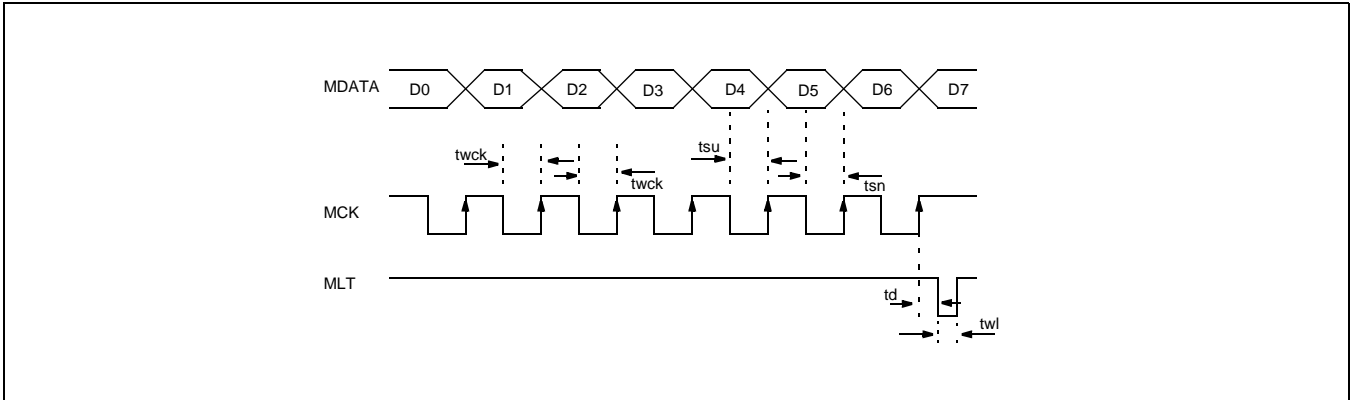 MDATA D0 D1 D2 D3 D4 D5 D6 D7
twck tsu
twck tsn
MCK
MLT
td
twl